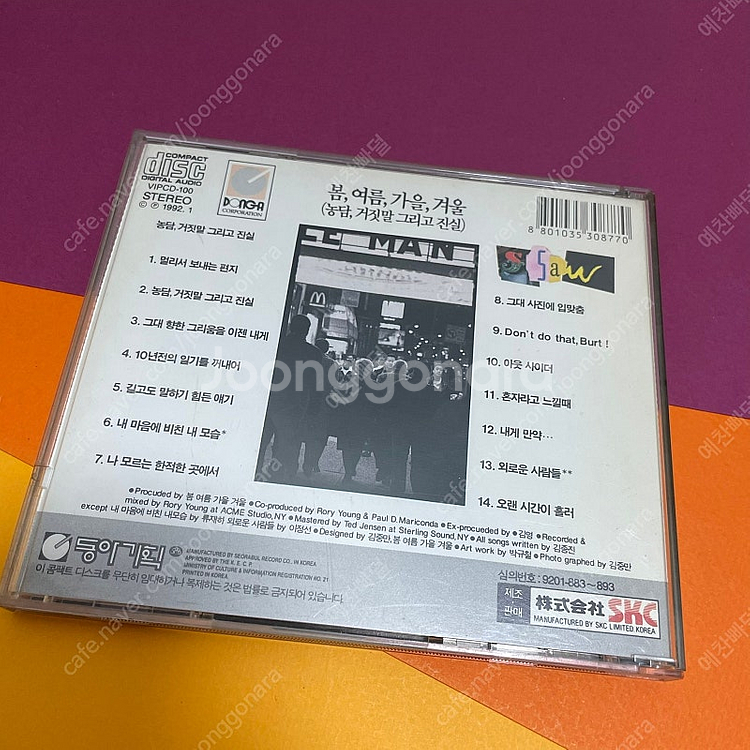 COMPACT
disc
DIGITAL AUDIO
VIPCD-100
STEREO
© ℗ 1992. 1
DONG-A
CORPORATION
봄, 여름, 가을, 겨울
(농담, 거짓말 그리고 진실)
8 801035 308770
농담, 거짓말 그리고 진실
1. 멀리서 보내는 편지
2. 농담, 거짓말 그리고 진실
3. 그대 향한 그리움을 이젠 내게
4. 10년전의 일기를 꺼내어
5. 길고도 말하기 힘든 얘기
6. 내 마음에 비친 내 모습*
7. 나 모르는 한적한 곳에서
MAN
SSaw
8. 그대 사진에 입맞춤
9. Don't do that, Burt !
10. 아웃 사이더
11. 혼자라고 느낄때
12. 내게 만약…
13. 외로운 사람들**
14. 오랜 시간이 흘러
●Procuded by 봄 여름 가을 겨울 ●Co-produced by Rory Young & Paul D. Mariconda ●Ex-procueded by ●김영 ●Recorded &
mixed by Rory Young at ACME Studio, NY ●Mastered by Ted Jensen at Sterling Sound, NY ●All songs written by 김종진
except 내 마음에 비친 내모습 by 류재히 외로운 사람들 by 이정선 ●Designed by 김중만, 봄 여름 가을 겨울 ●Art work by 박규철 ●Photo graphed by 김중만
동아기획
MANUFACTURED BY SEORABUL RECORD CO., IN KOREA
APPROVED BY THE K. E. C. P.
MINISTRY OF CULTURE & INFORMATION REGISTRATION NO. 21
PRINTED IN KOREA.
이 콤팩트 디스크를 무단히 임대하거나 복제하는 것은 법률로 금지되어 있습니다.
심의번호: 9201-883~893
제조
판매
株式会社 SKC
MANUFACTURED BY SKC LIMITED KOREA
joonggonara
cafe.naver.com/joonggonara
예찬빠덜